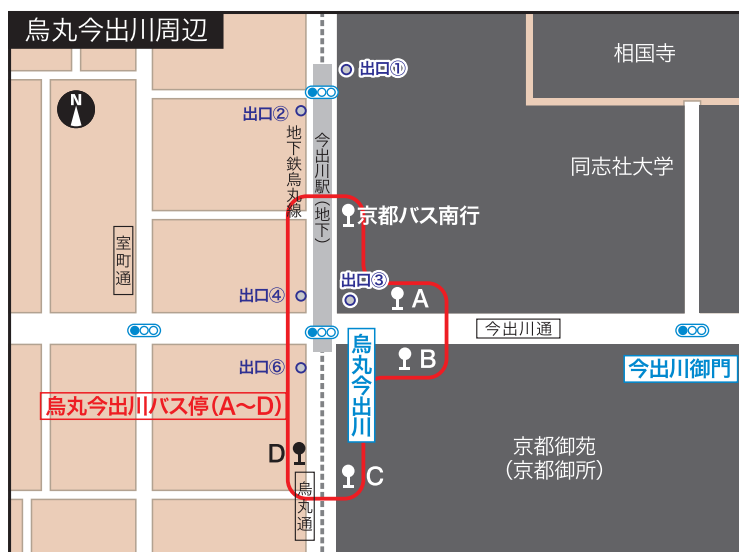 烏丸今出川周辺
N
出口①
相国寺
出口②
地下鉄烏丸線
今出川駅(地下)
同志社大学
京都バス南行
室町通
出口③
出口④
A
今出川通
烏丸今出川
B
今出川御門
出口⑥
烏丸今出川バス停(A〜D)
京都御苑
(京都御所)
D
C
烏丸通